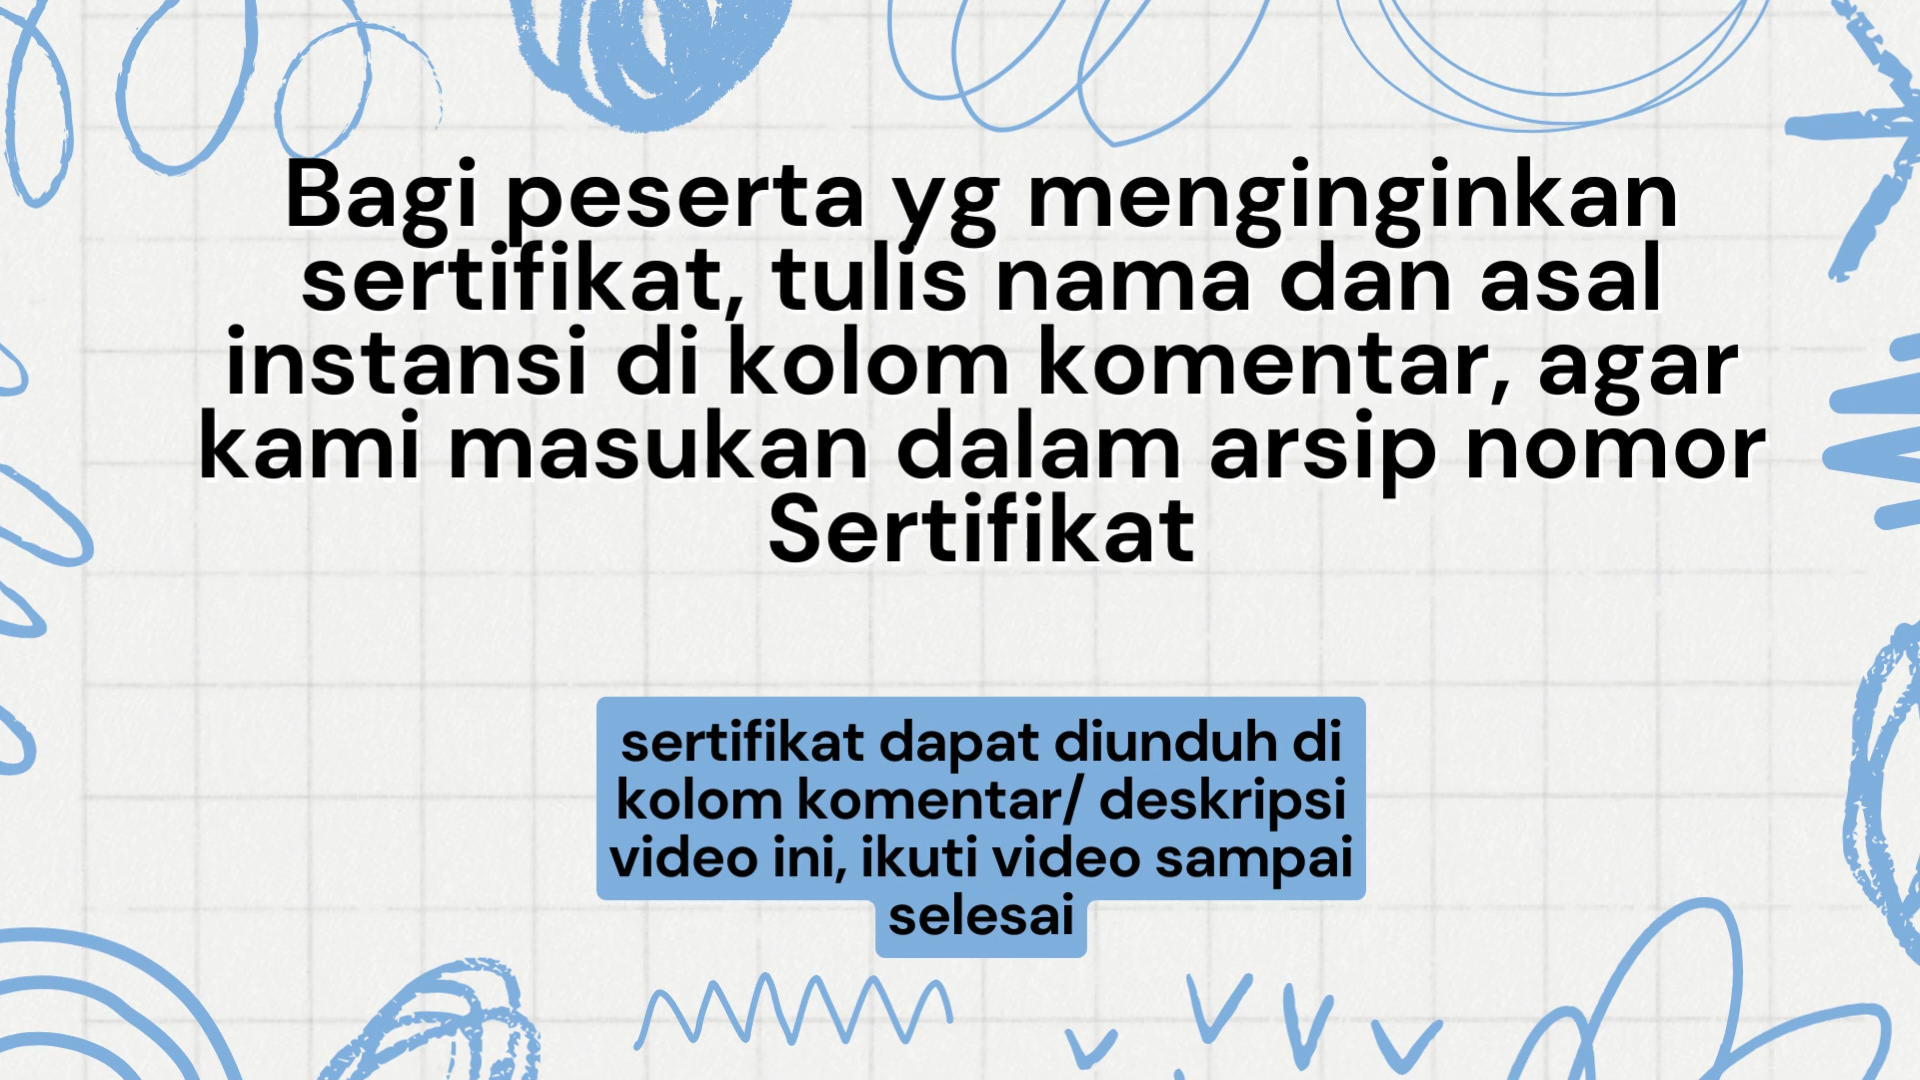 Bagi peserta yg menginginkan
sertifikat, tulis nama dan asal
instansi di kolom komentar, agar
kami masukan dalam arsip nomor
Sertifikat
sertifikat dapat diunduh di
kolom komentar/ deskripsi
video ini, ikuti video sampai
selesai